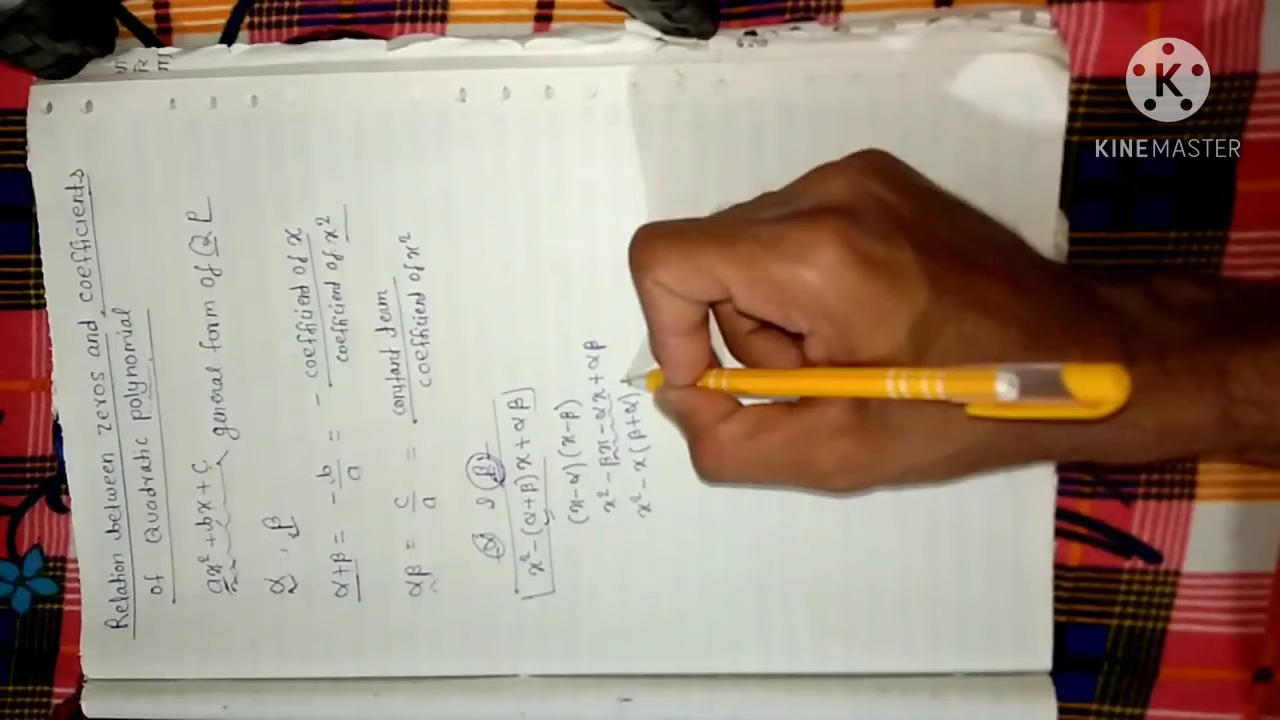 Relation between zeros and coefficients
of Quadratic polynomial
ax² + bx + c general form of Q P
α , β
α+β = - b/a = - coefficient of x / coefficient of x²
αβ = c/a = constant term / coefficient of x²
α & β
x² - (α+β)x + αβ
(x-α)(x-β)
x² - βx - αx + αβ
x² - x(β+α)
KINEMASTER